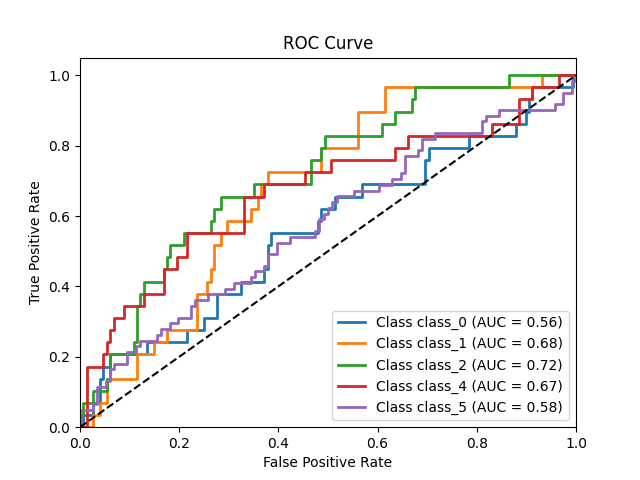 ROC Curve
True Positive Rate
1.0
0.8
0.6
0.4
0.2
0.0
Class class_0 (AUC = 0.56)
Class class_1 (AUC = 0.68)
Class class_2 (AUC = 0.72)
Class class_4 (AUC = 0.67)
Class class_5 (AUC = 0.58)
0.0 0.2 0.4 0.6 0.8 1.0
False Positive Rate